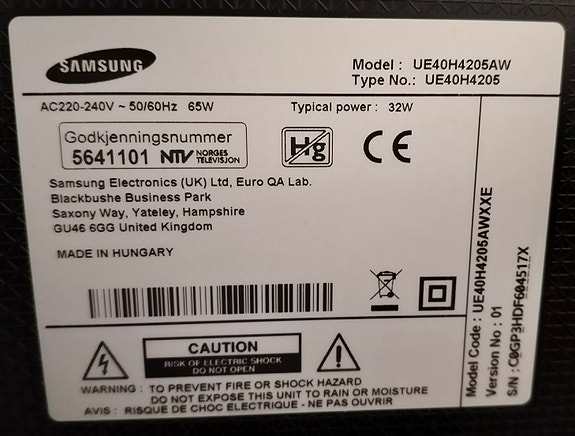 SAMSUNG
Model : UE40H4205AW
Type No.: UE40H4205
AC220-240V ~ 50/60Hz 65W
Typical power : 32W
Godkjenningsnummer
5641101 NTV NORGES TELEVISJON
Hg
CE
Samsung Electronics (UK) Ltd, Euro QA Lab.
Blackbushe Business Park
Saxony Way, Yateley, Hampshire
GU46 6GG United Kingdom
MADE IN HUNGARY
CAUTION
RISK OF ELECTRIC SHOCK
DO NOT OPEN
WARNING : TO PREVENT FIRE OR SHOCK HAZARD
DO NOT EXPOSE THIS UNIT TO RAIN OR MOISTURE
AVIS : RISQUE DE CHOC ELECTRIQUE - NE PAS OUVRIR
Model Code : UE40H4205AWXXE
Version No : 01
S/N : C0GP3HDF604517X